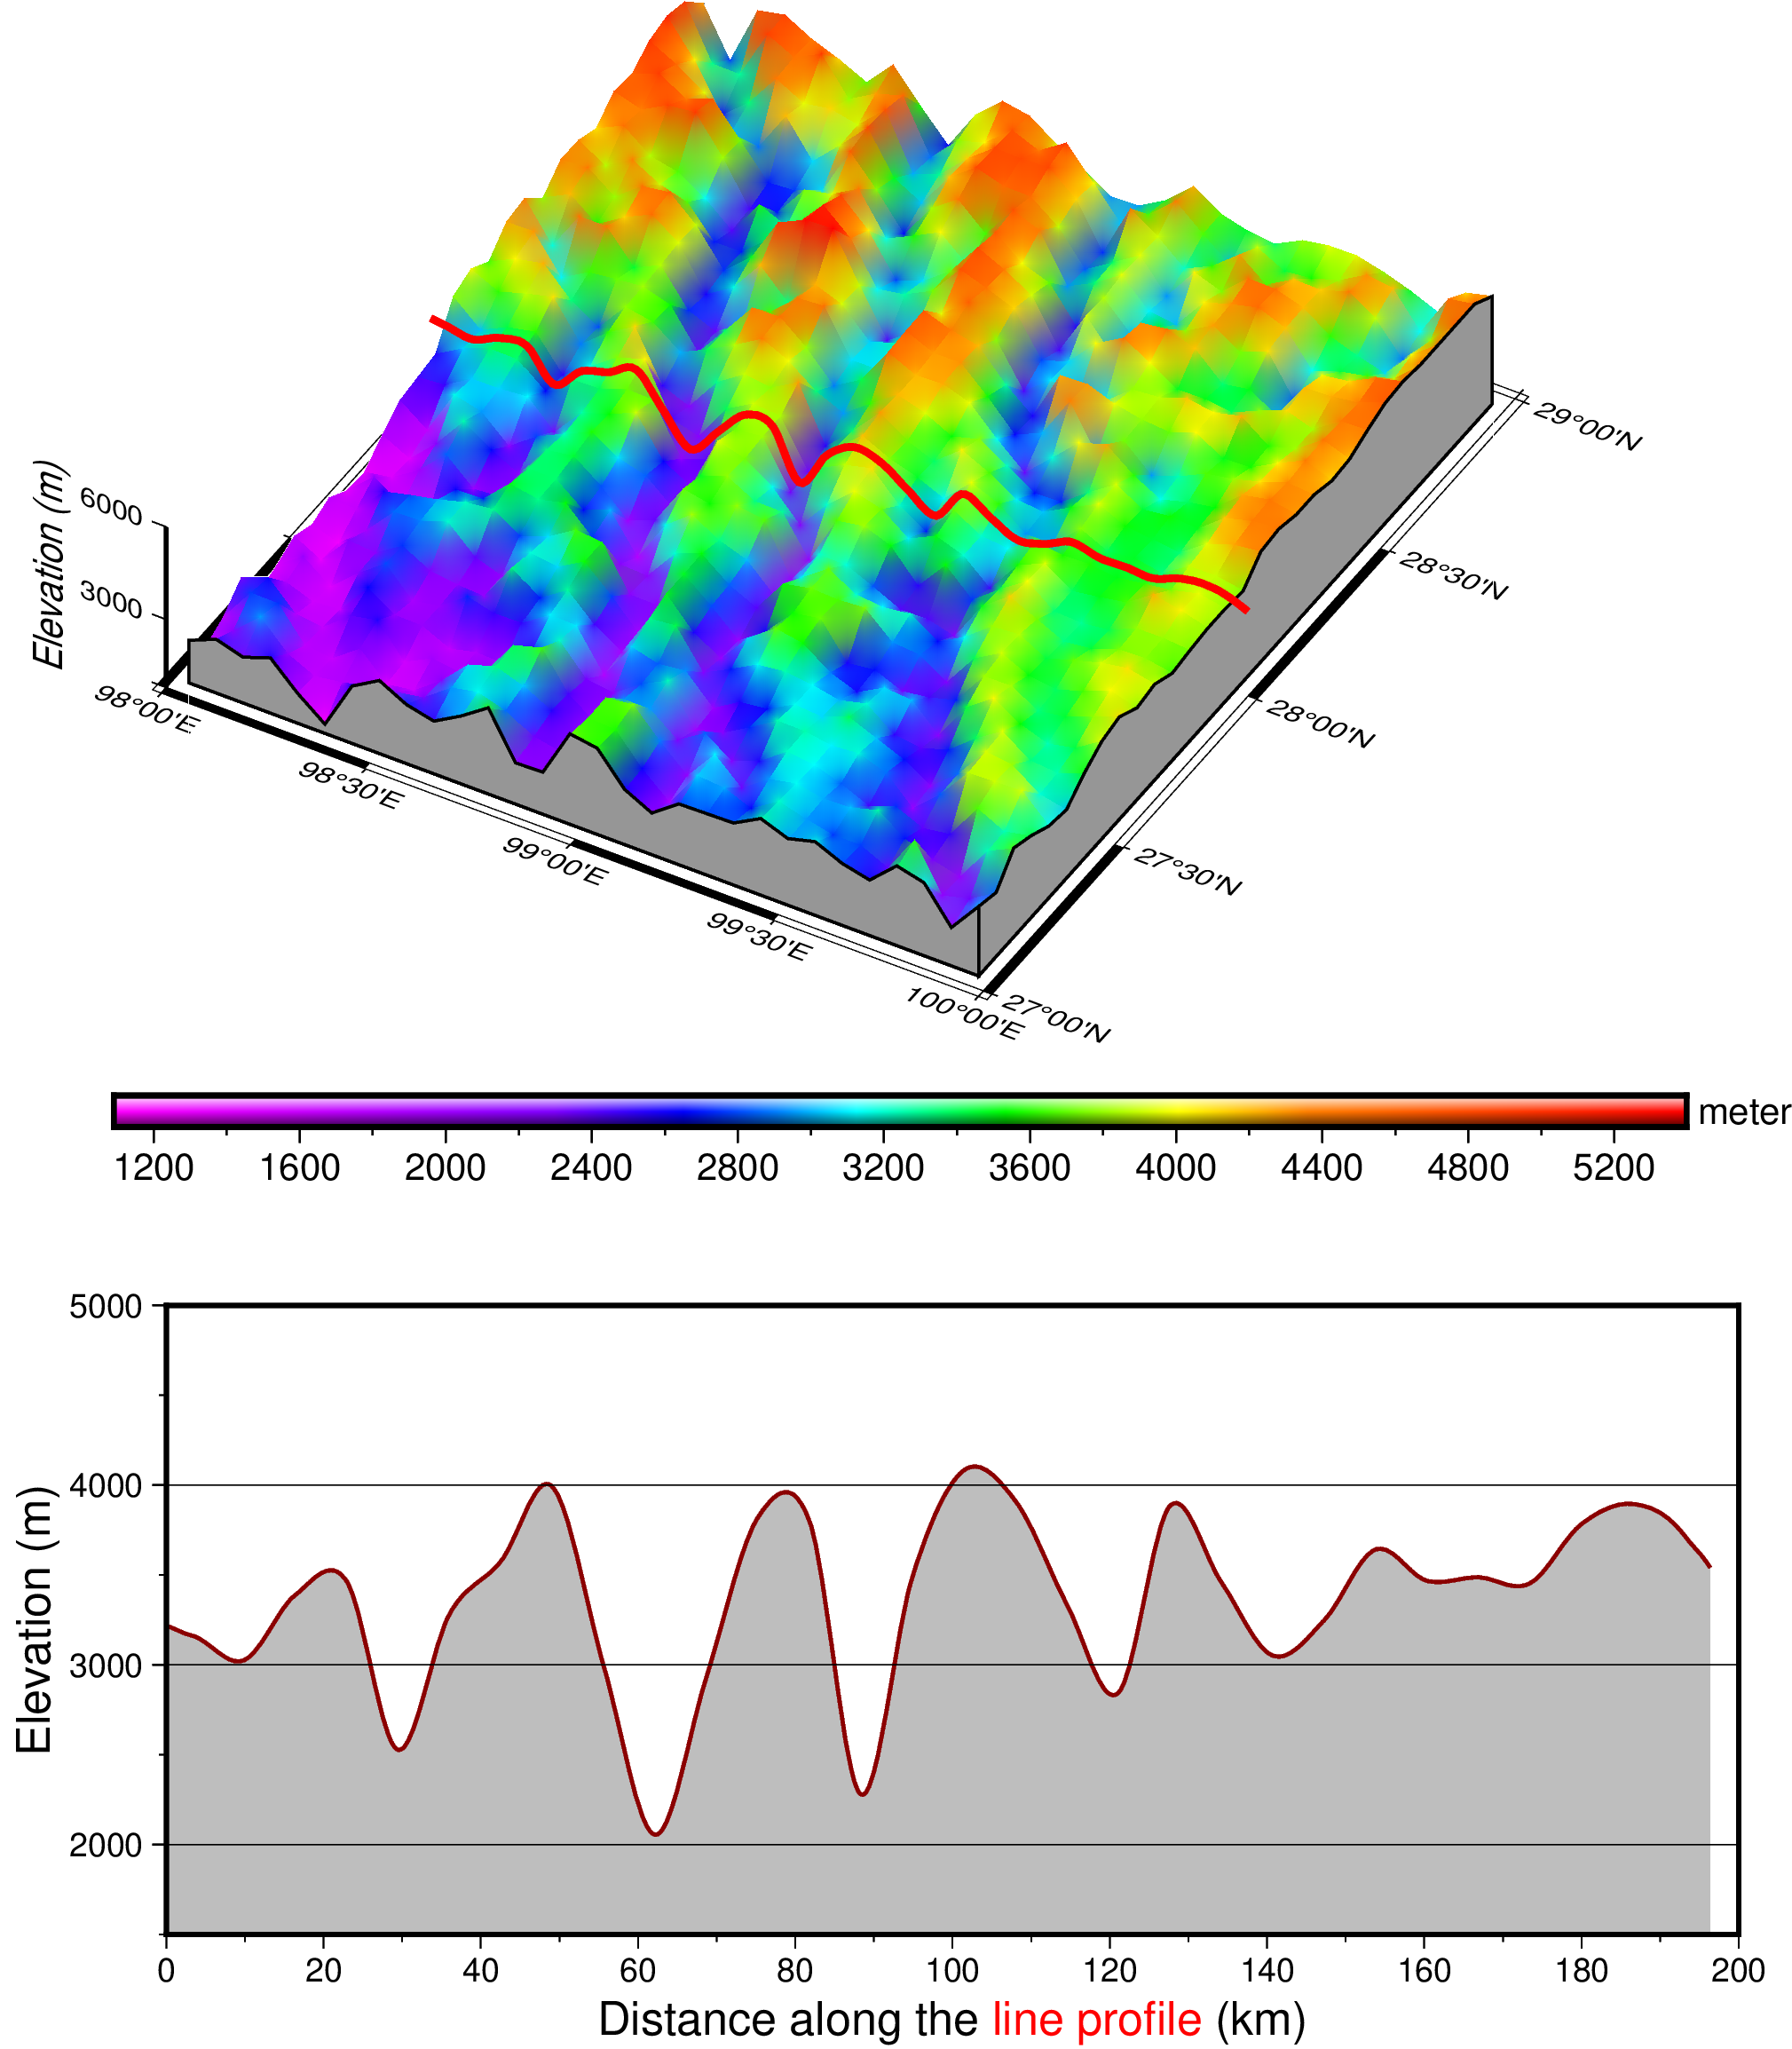 Elevation (m)
6000
3000
98°00'E
98°30'E
99°00'E
99°30'E
100°00'E
27°00'N
27°30'N
28°00'N
28°30'N
29°00'N
meter
1200 1600 2000 2400 2800 3200 3600 4000 4400 4800 5200
Elevation (m)
5000
4000
3000
2000
0 20 40 60 80 100 120 140 160 180 200
Distance along the line profile (km)